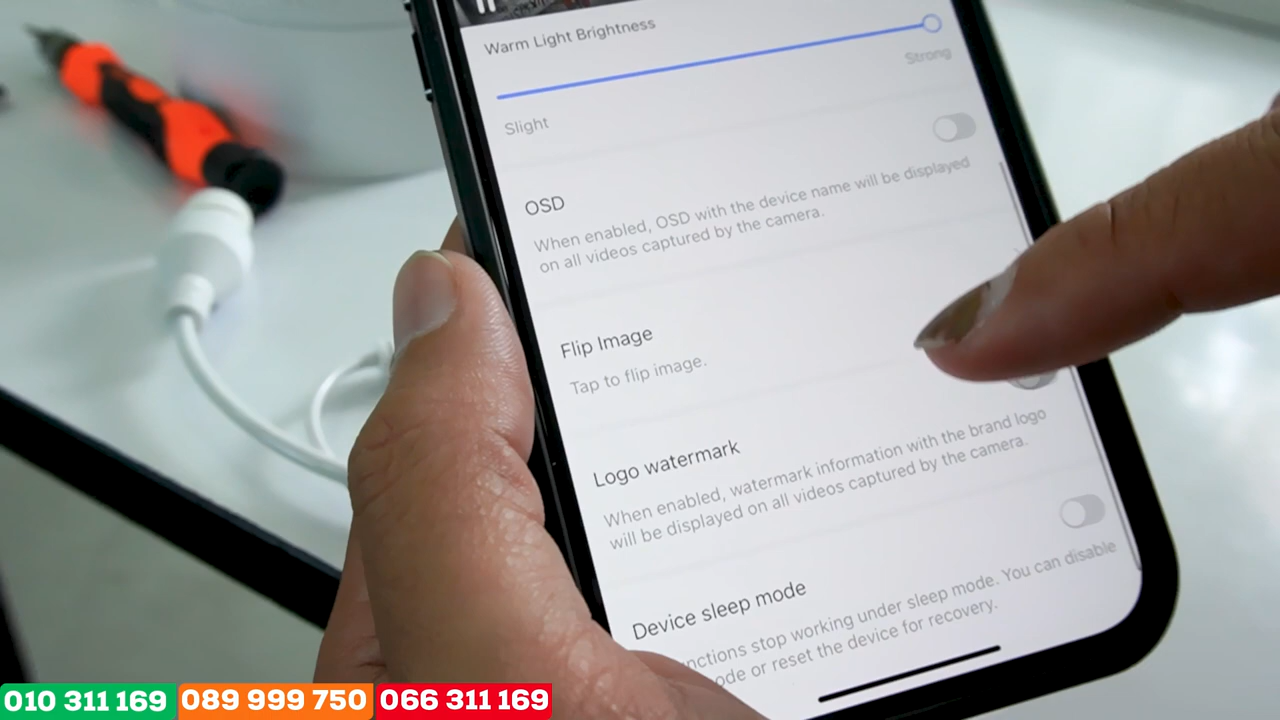 Warm Light Brightness
Strong
Slight
OSD
When enabled, OSD with the device name will be displayed
on all videos captured by the camera.
Flip Image
Tap to flip image.
Logo watermark
When enabled, watermark information with the brand logo
will be displayed on all videos captured by the camera.
Device sleep mode
stop working under sleep mode. You can disable
or reset the device for recovery.
010 311 169 089 999 750 066 311 169